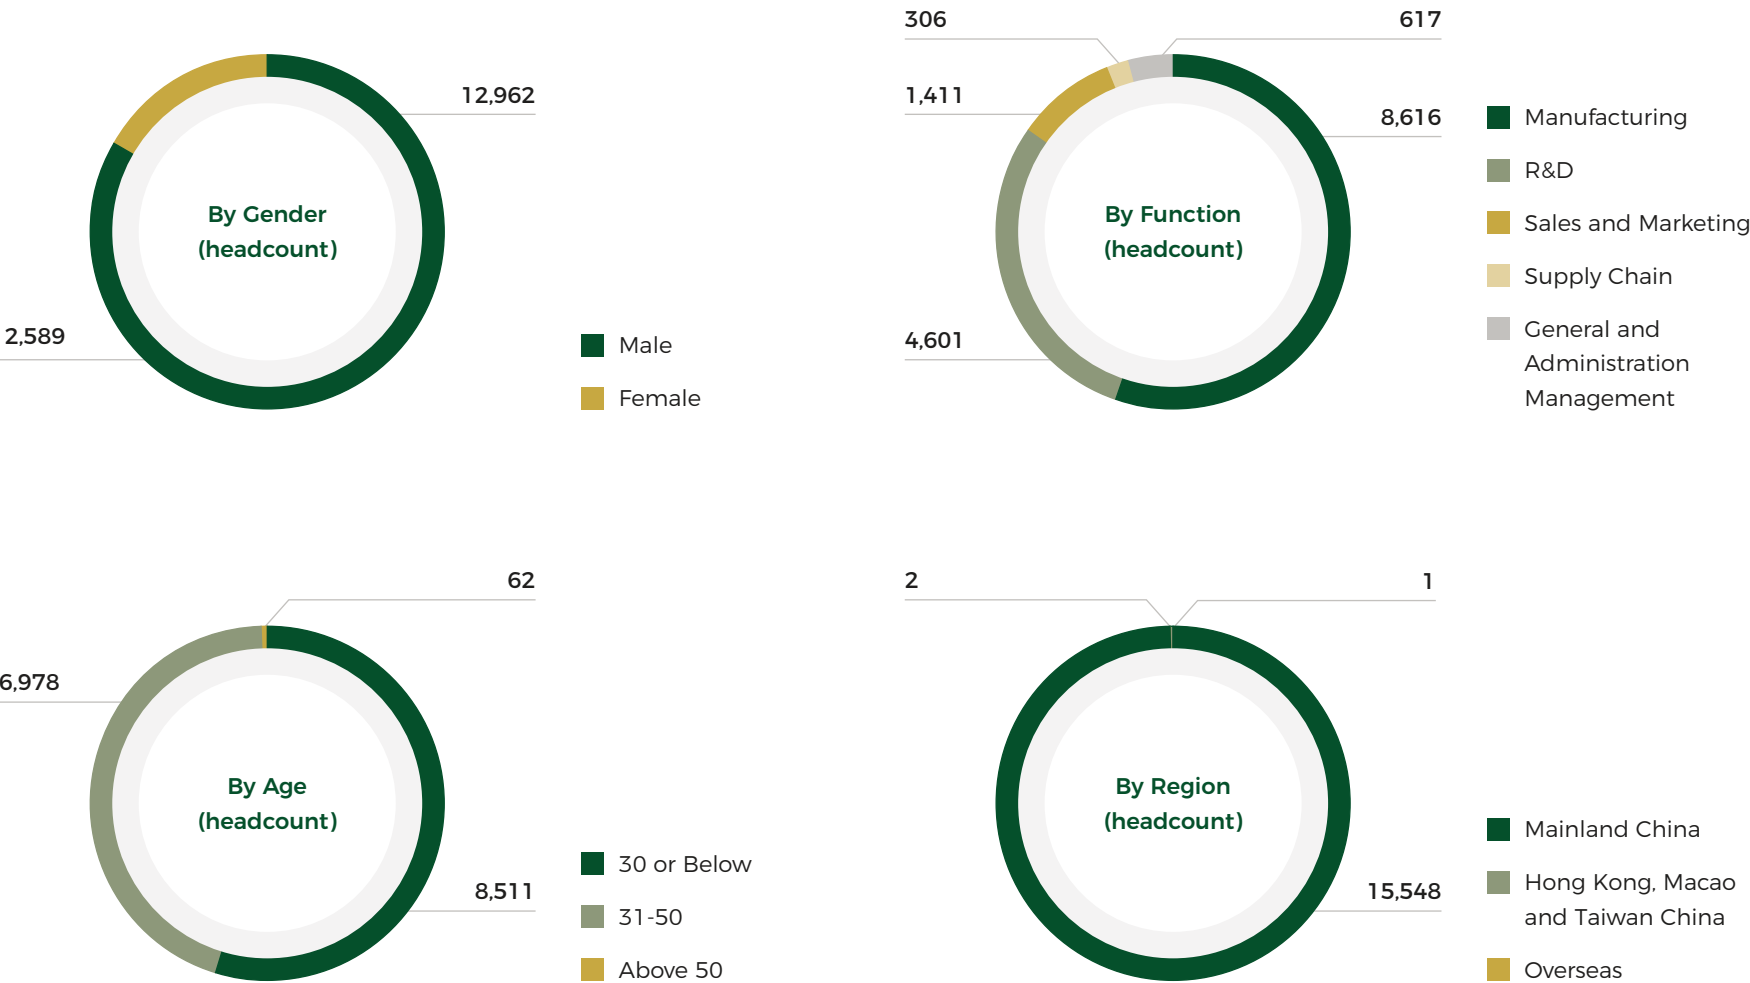 12,962
By Gender
(headcount)
2,589
Male
Female
306
617
1,411
8,616
By Function
(headcount)
4,601
Manufacturing
R&D
Sales and Marketing
Supply Chain
General and
Administration
Management
62
6,978
By Age
(headcount)
8,511
30 or Below
31-50
Above 50
2
1
By Region
(headcount)
15,548
Mainland China
Hong Kong, Macao
and Taiwan China
Overseas